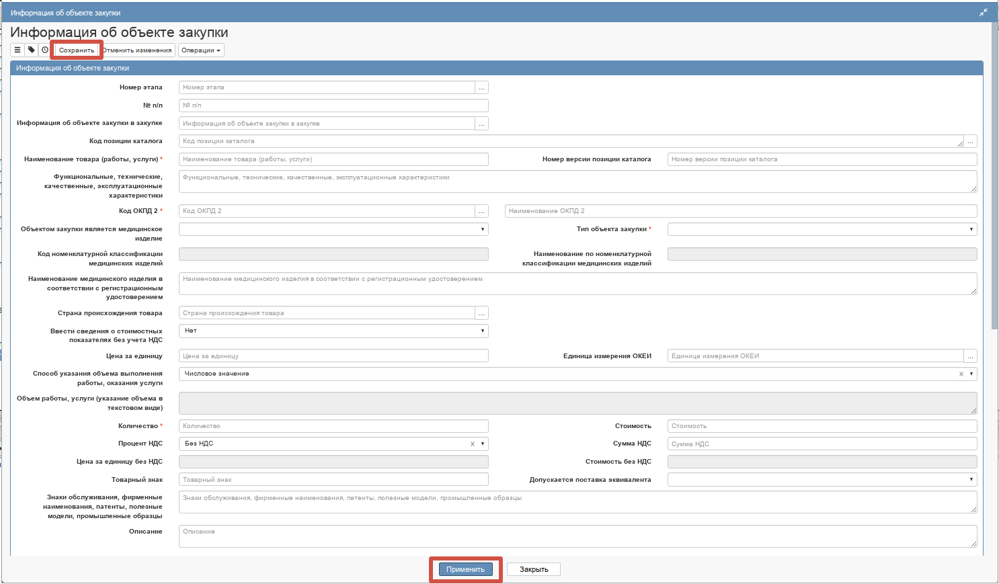 Информация об объекте закупки
Информация об объекте закупки
Сохранить Отменить изменения Операции
Информация об объекте закупки
Номер этапа Номер этапа ...
№ п/п № п/п
Информация об объекте закупки в закупке Информация об объекте закупки в закупке ...
Код позиции каталога Код позиции каталога ...
Наименование товара (работы, услуги) * Наименование товара (работы, услуги) Номер версии позиции каталога Номер версии позиции каталога
Функциональные, технические, качественные, эксплуатационные характеристики Функциональные, технические, качественные, эксплуатационные характеристики
Код ОКПД 2 * Код ОКПД 2 ... Наименование ОКПД 2
Объектом закупки является медицинское изделие Тип объекта закупки *
Код номенклатурной классификации медицинских изделий Наименование по номенклатурной классификации медицинских изделий
Наименование медицинского изделия в соответствии с регистрационным удостоверением Наименование медицинского изделия в соответствии с регистрационным удостоверением
Страна происхождения товара Страна происхождения товара ...
Ввести сведения о стоимостных показателях без учета НДС Нет
Цена за единицу Цена за единицу Единица измерения ОКЕИ Единица измерения ОКЕИ ...
Способ указания объема выполнения работы, оказания услуги Числовое значение x
Объем работы, услуги (указание объема в текстовом виде)
Количество * Количество Стоимость Стоимость
Процент НДС Без НДС x Сумма НДС Сумма НДС
Цена за единицу без НДС Стоимость без НДС
Товарный знак Товарный знак Допускается поставка эквивалента
Знаки обслуживания, фирменные наименования, патенты, полезные модели, промышленные образцы Знаки обслуживания, фирменные наименования, патенты, полезные модели, промышленные образцы
Описание Описание
Применить Закрыть